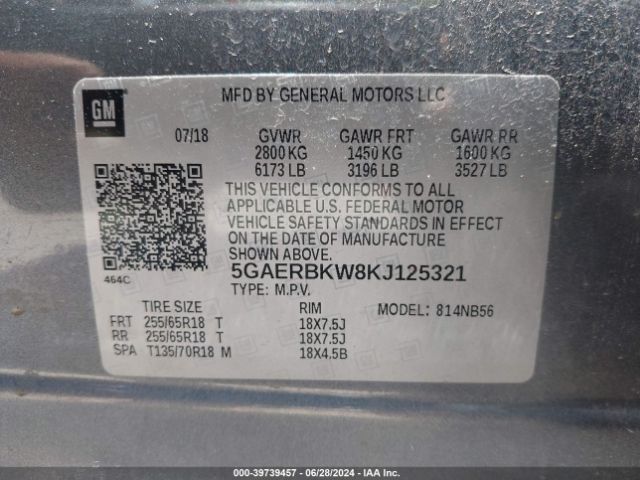 GM
MFD BY GENERAL MOTORS LLC
07/18 GVWR GAWR FRT GAWR RR
2800 KG 1450 KG 1600 KG
6173 LB 3196 LB 3527 LB
THIS VEHICLE CONFORMS TO ALL
APPLICABLE U.S. FEDERAL MOTOR
VEHICLE SAFETY STANDARDS IN EFFECT
ON THE DATE OF MANUFACTURE
SHOWN ABOVE.
464C
5GAERBKW8KJ125321
TYPE: M.P.V.
TIRE SIZE RIM MODEL: 814NB56
FRT 255/65R18 T 18X7.5J
RR 255/65R18 T 18X7.5J
SPA T135/70R18 M 18X4.5B
000-39739457 - 06/28/2024 - IAA Inc.